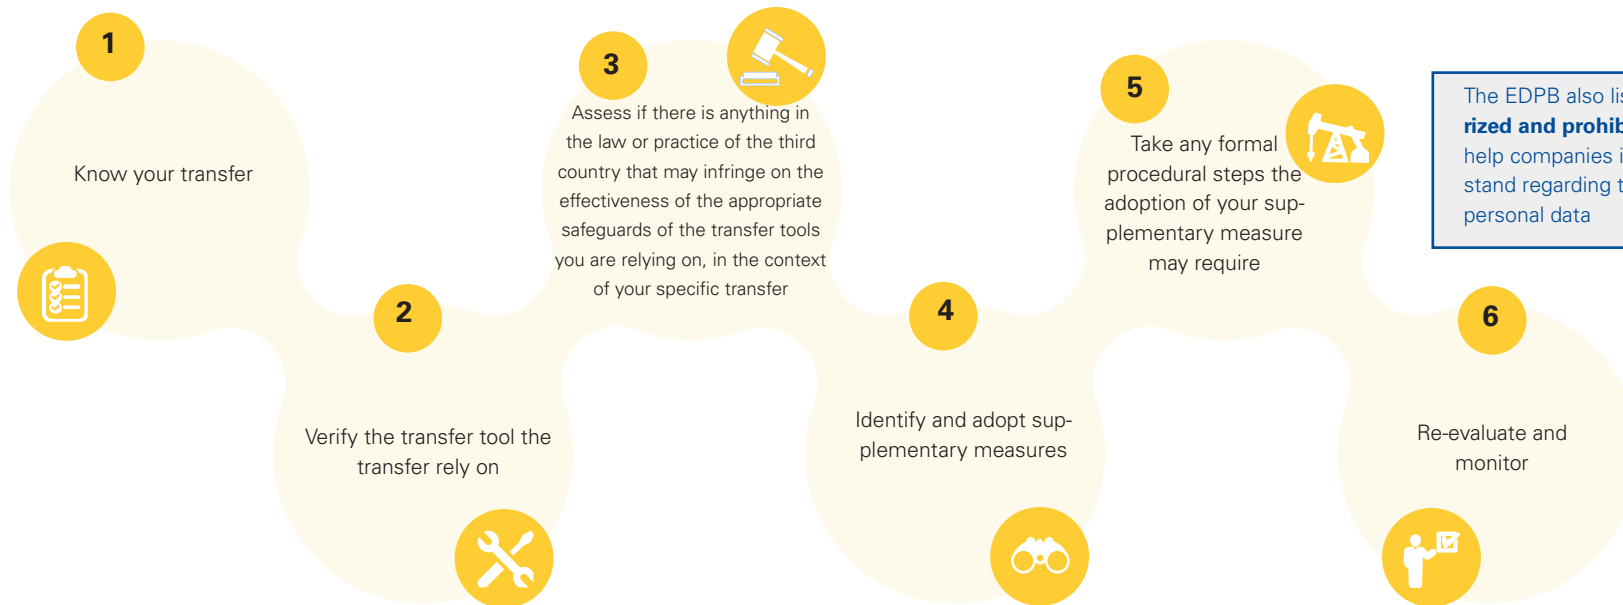 1
Know your transfer
2
Verify the transfer tool the
transfer rely on
3
Assess if there is anything in
the law or practice of the third
country that may infringe on the
effectiveness of the appropriate
safeguards of the transfer tools
you are relying on, in the context
of your specific transfer
4
Identify and adopt sup-
plementary measures
5
Take any formal
procedural steps the
adoption of your sup-
plementary measure
may require
6
Re-evaluate and
monitor
The EDPB also
rized and
help companies
stand regarding
personal data